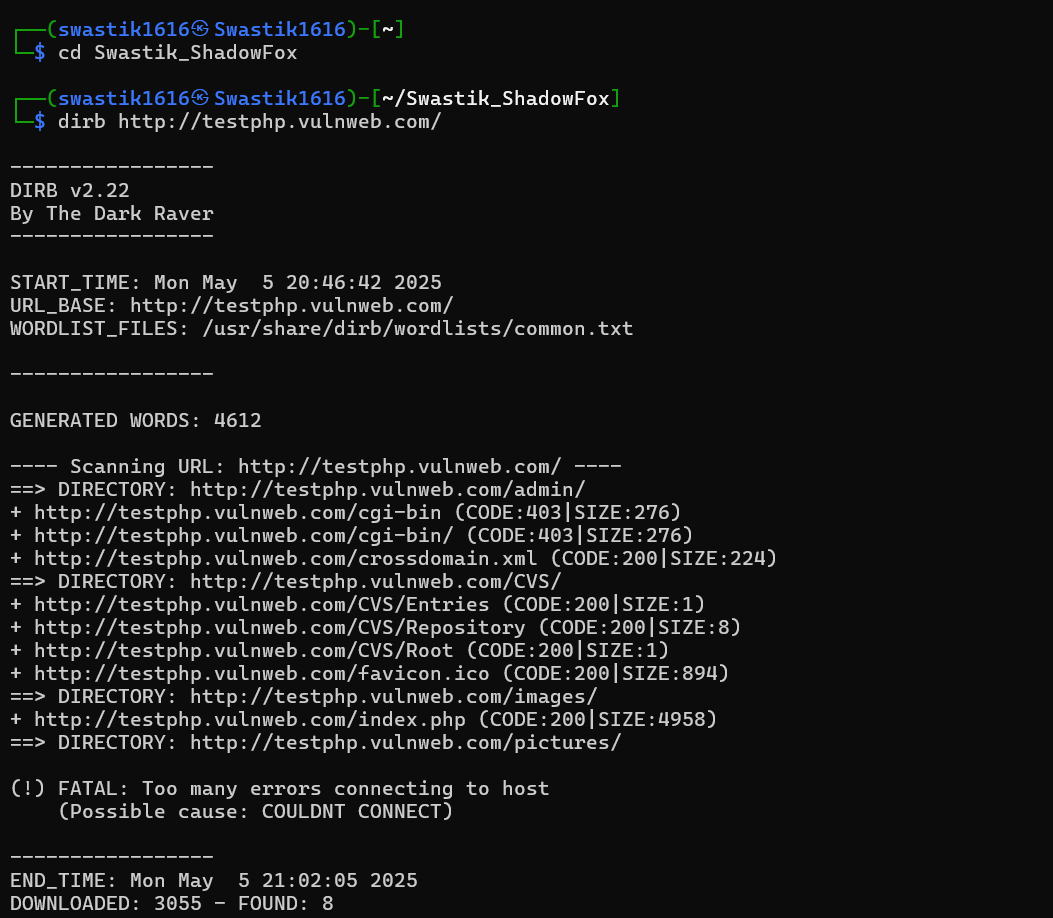 ┌──(swastik1616㉿Swastik1616)-[~]
└─$ cd Swastik_ShadowFox
┌──(swastik1616㉿Swastik1616)-[~/Swastik_ShadowFox]
└─$ dirb http://testphp.vulnweb.com/
-----------------
DIRB v2.22
By The Dark Raver
-----------------
START_TIME: Mon May  5 20:46:42 2025
URL_BASE: http://testphp.vulnweb.com/
WORDLIST_FILES: /usr/share/dirb/wordlists/common.txt
-----------------
GENERATED WORDS: 4612
---- Scanning URL: http://testphp.vulnweb.com/ ----
==> DIRECTORY: http://testphp.vulnweb.com/admin/
+ http://testphp.vulnweb.com/cgi-bin (CODE:403|SIZE:276)
+ http://testphp.vulnweb.com/cgi-bin/ (CODE:403|SIZE:276)
+ http://testphp.vulnweb.com/crossdomain.xml (CODE:200|SIZE:224)
==> DIRECTORY: http://testphp.vulnweb.com/CVS/
+ http://testphp.vulnweb.com/CVS/Entries (CODE:200|SIZE:1)
+ http://testphp.vulnweb.com/CVS/Repository (CODE:200|SIZE:8)
+ http://testphp.vulnweb.com/CVS/Root (CODE:200|SIZE:1)
+ http://testphp.vulnweb.com/favicon.ico (CODE:200|SIZE:894)
==> DIRECTORY: http://testphp.vulnweb.com/images/
+ http://testphp.vulnweb.com/index.php (CODE:200|SIZE:4958)
==> DIRECTORY: http://testphp.vulnweb.com/pictures/
(!) FATAL: Too many errors connecting to host
    (Possible cause: COULDNT CONNECT)
-----------------
END_TIME: Mon May  5 21:02:05 2025
DOWNLOADED: 3055 - FOUND: 8